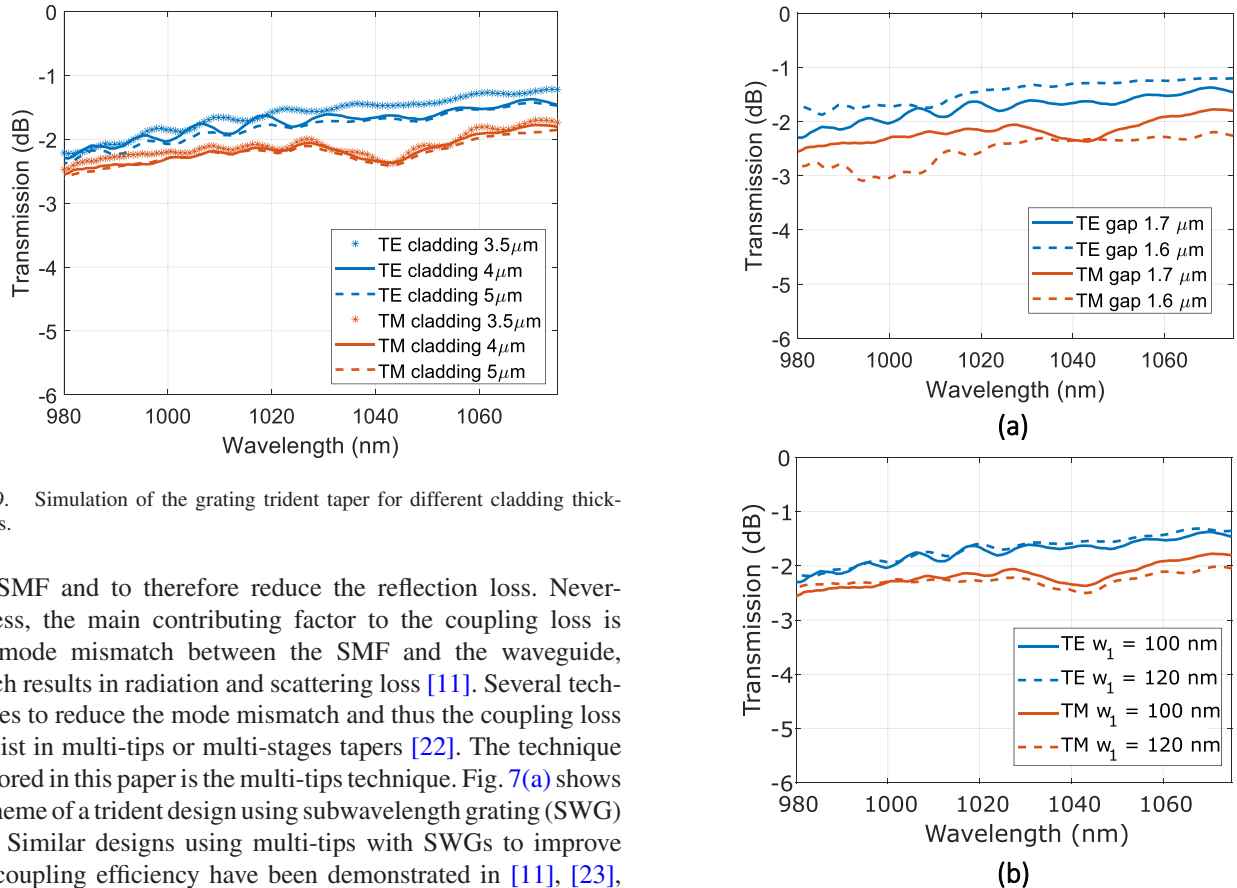 0
-1
-2
-3
-4
-5
-6
Transmission (dB)
TE cladding 3.5μm
TE cladding 4μm
TE cladding 5μm
TM cladding 3.5μm
TM cladding 4μm
TM cladding 5μm
980 1000 1020 1040 1060
Wavelength (nm)
9. Simulation of the grating trident taper for different cladding thick-
s.
SMF and to therefore reduce the reflection loss. Never-
ess, the main contributing factor to the coupling loss is
mode mismatch between the SMF and the waveguide,
ch results in radiation and scattering loss [11]. Several tech-
es to reduce the mode mismatch and thus the coupling loss
ist in multi-tips or multi-stages tapers [22]. The technique
ored in this paper is the multi-tips technique. Fig. 7(a) shows
heme of a trident design using subwavelength grating (SWG)
Similar designs using multi-tips with SWGs to improve
coupling efficiency have been demonstrated in [11], [23],
0
-1
-2
-3
-4
-5
-6
Transmission (dB)
TE gap 1.7 μm
TE gap 1.6 μm
TM gap 1.7 μm
TM gap 1.6 μm
980 1000 1020 1040 1060
Wavelength (nm)
(a)
0
-1
-2
-3
-4
-5
-6
Transmission (dB)
TE w1 = 100 nm
TE w1 = 120 nm
TM w1 = 100 nm
TM w1 = 120 nm
980 1000 1020 1040 1060
Wavelength (nm)
(b)